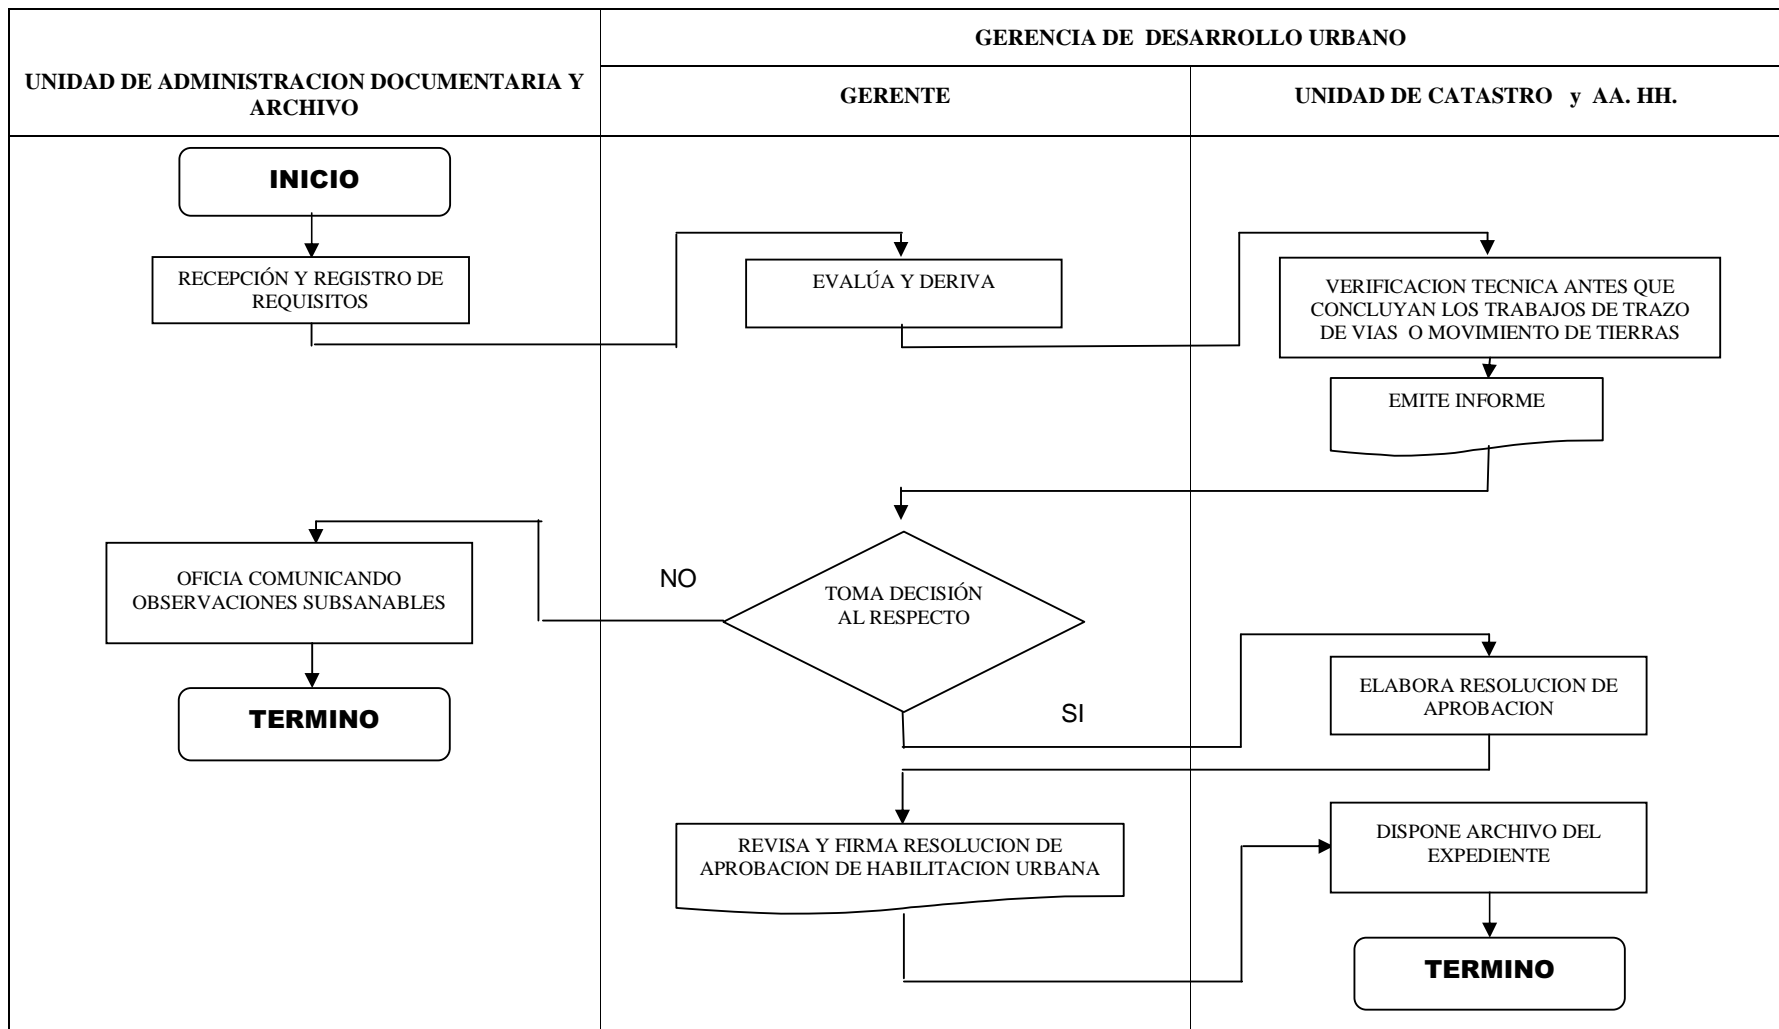 GERENCIA DE  DESARROLLO URBANO
UNIDAD DE ADMINISTRACION DOCUMENTARIA Y
ARCHIVO
GERENTE
UNIDAD DE CATASTRO   y  AA. HH.
INICIO
RECEPCIÓN Y REGISTRO DE
REQUISITOS
EVALÚA Y DERIVA
VERIFICACION TECNICA ANTES QUE
CONCLUYAN LOS TRABAJOS DE TRAZO
DE VIAS  O MOVIMIENTO DE TIERRAS
EMITE INFORME
TOMA DECISIÓN
AL RESPECTO
NO
OFICIA COMUNICANDO
OBSERVACIONES SUBSANABLES
TERMINO
SI
ELABORA RESOLUCION DE
APROBACION
REVISA Y FIRMA RESOLUCION DE
APROBACION DE HABILITACION URBANA
DISPONE ARCHIVO DEL
EXPEDIENTE
TERMINO